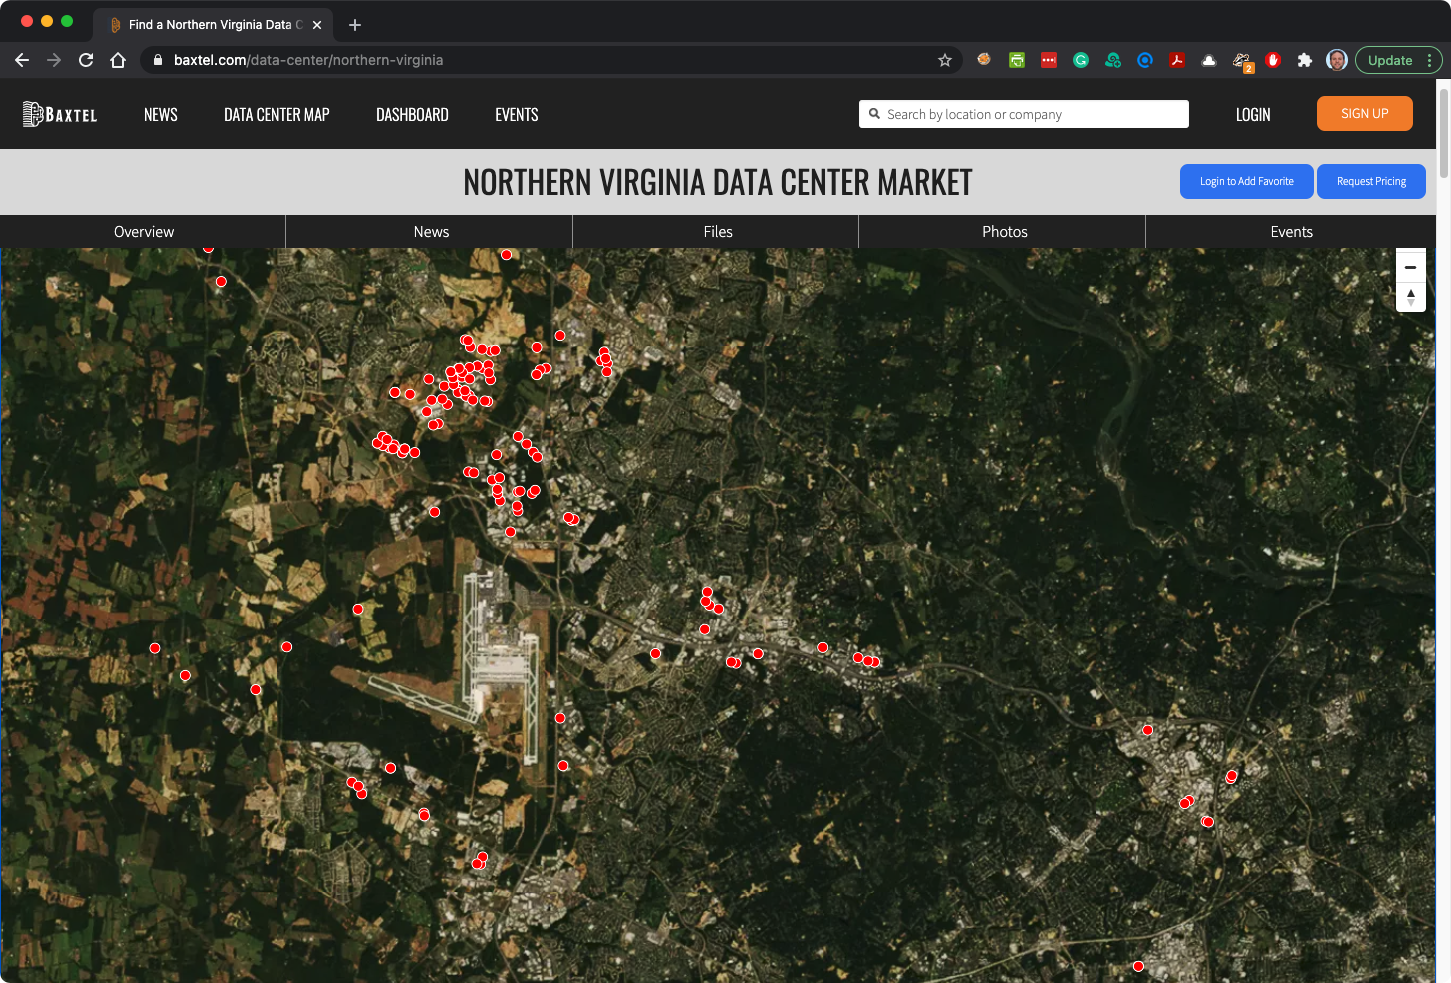 Find a Northern Virginia Data C
baxtel.com/data-center/northern-virginia
2
Update
BAXTEL
NEWS
DATA CENTER MAP
DASHBOARD
EVENTS
Search by location or company
LOGIN
SIGN UP
NORTHERN VIRGINIA DATA CENTER MARKET
Login to Add Favorite
Request Pricing
Overview
News
Files
Photos
Events